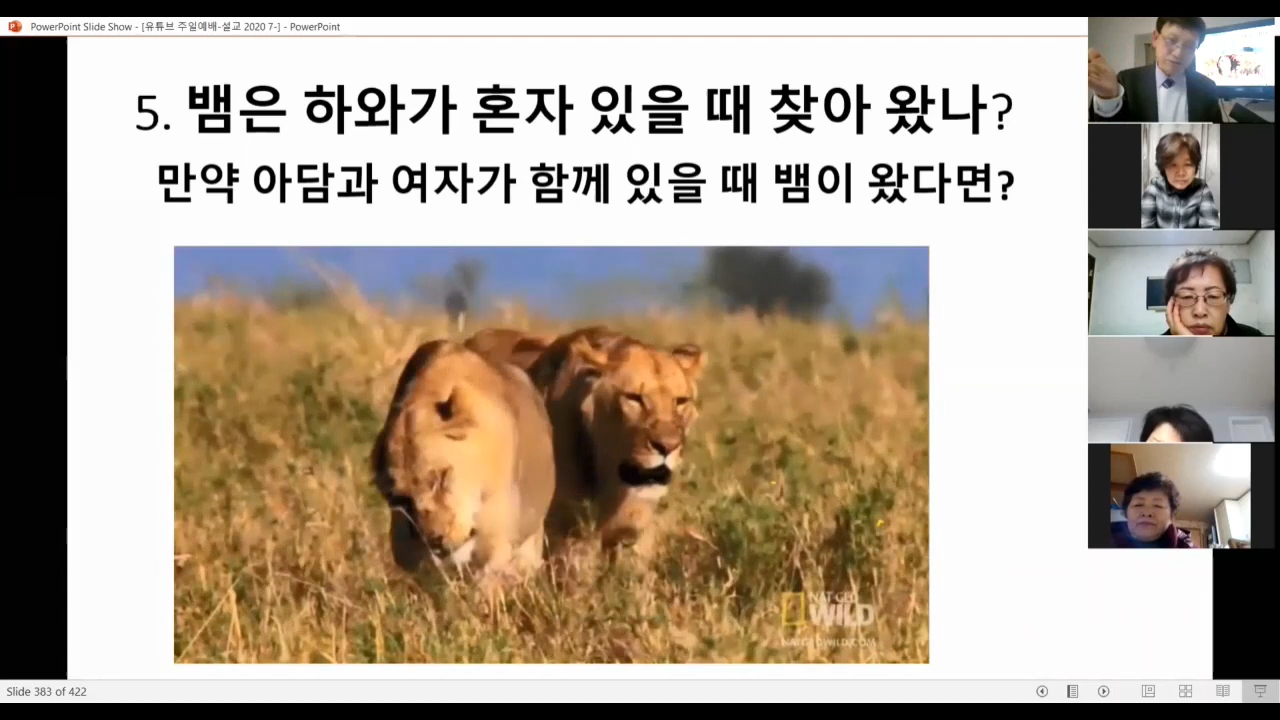 PowerPoint Slide Show - [유튜브 주일예배-설교 2020 7-] - PowerPoint
5. 뱀은 하와가 혼자 있을 때 찾아 왔나?
만약 아담과 여자가 함께 있을 때 뱀이 왔다면?
NAT GEO
WILD
NATGEOWILD.COM
Slide 383 of 422